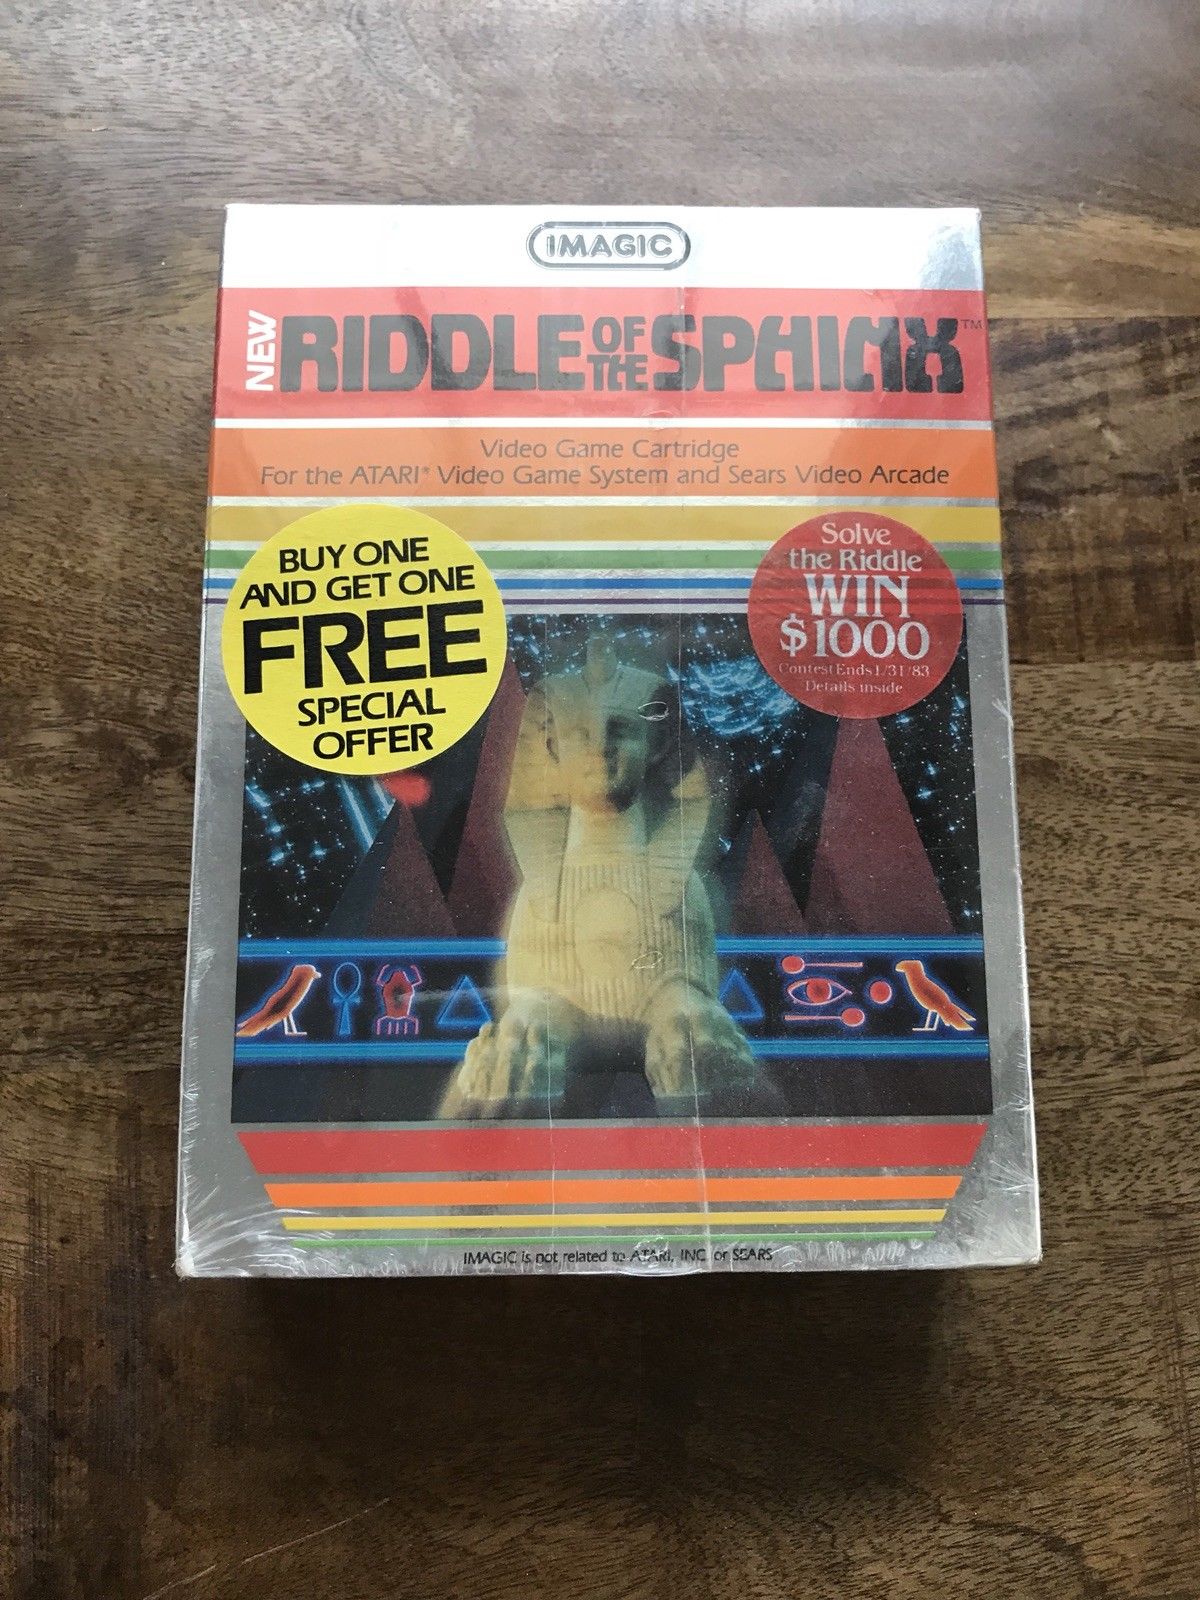 IMAGIC
NEW RIDDLE OF THE SPHINX™
Video Game Cartridge
For the ATARI* Video Game System and Sears Video Arcade
BUY ONE
AND GET ONE
FREE
SPECIAL
OFFER
Solve
the Riddle
WIN
$1000
Contest Ends 1/31/83
Details inside
IMAGIC is not related to ATARI, INC. or SEARS